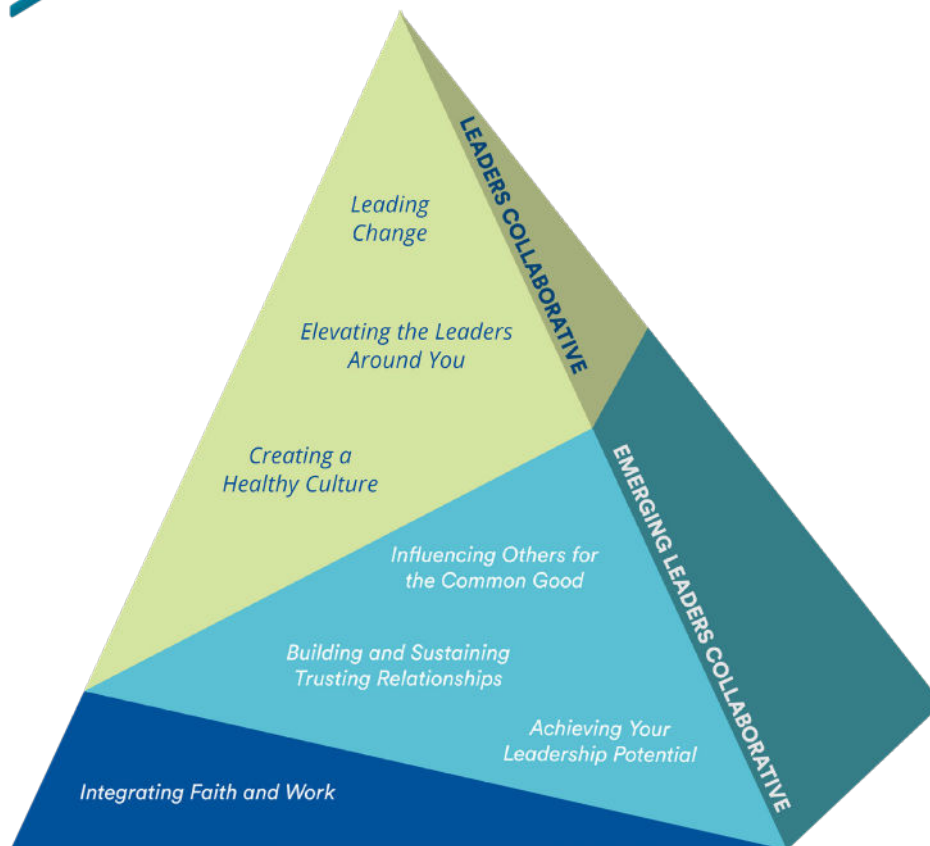 LEADERS COLLABORATIVE
Leading
Change
Elevating the Leaders
Around You
Creating a
Healthy Culture
EMERGING LEADERS COLLABORATIVE
Influencing Others for
the Common Good
Building and Sustaining
Trusting Relationships
Achieving Your
Leadership Potential
Integrating Faith and Work